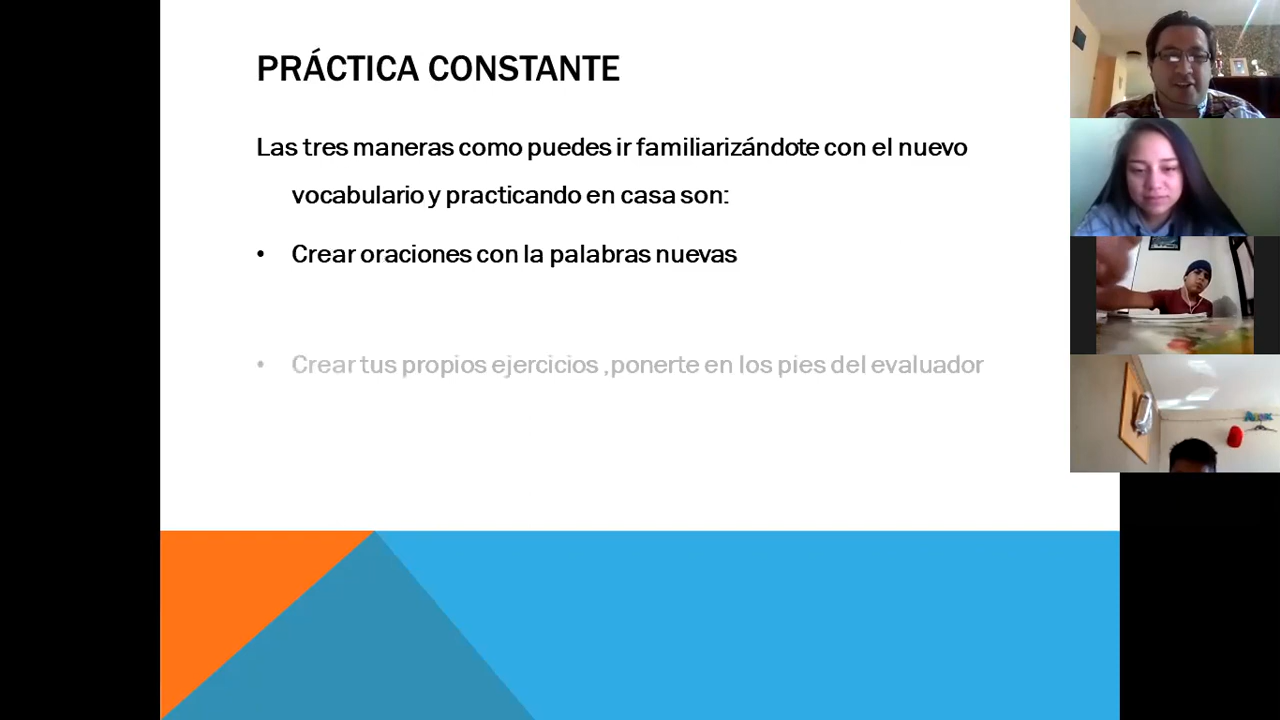 PRÁCTICA CONSTANTE
Las tres maneras como puedes ir familiarizándote con el nuevo
vocabulario y practicando en casa son:
• Crear oraciones con la palabras nuevas
• Crear tus propios ejercicios ,ponerte en los pies del evaluador